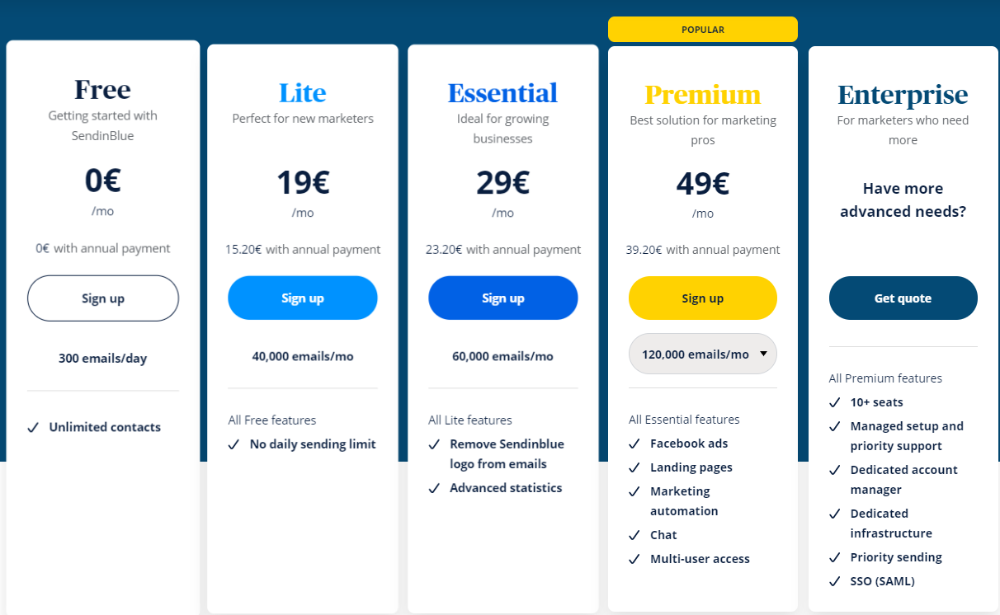 Free
Getting started with
SendinBlue
0€
/mo
0€ with annual payment
Sign up
300 emails/day
Unlimited contacts
Lite
Perfect for new marketers
19€
/mo
15.20€ with annual payment
Sign up
40,000 emails/mo
All Free features
No daily sending limit
Essential
Ideal for growing
businesses
29€
/mo
23.20€ with annual payment
Sign up
60,000 emails/mo
All Lite features
Remove Sendinblue
logo from emails
Advanced statistics
POPULAR
Premium
Best solution for marketing
pros
49€
/mo
39.20€ with annual payment
Sign up
120,000 emails/mo
All Essential features
Facebook ads
Landing pages
Marketing
automation
Chat
Multi-user access
Enterprise
For marketers who need
more
Have more
advanced needs?
Get quote
All Premium features
10+ seats
Managed setup and
priority support
Dedicated account
manager
Dedicated
infrastructure
Priority sending
SSO (SAML)